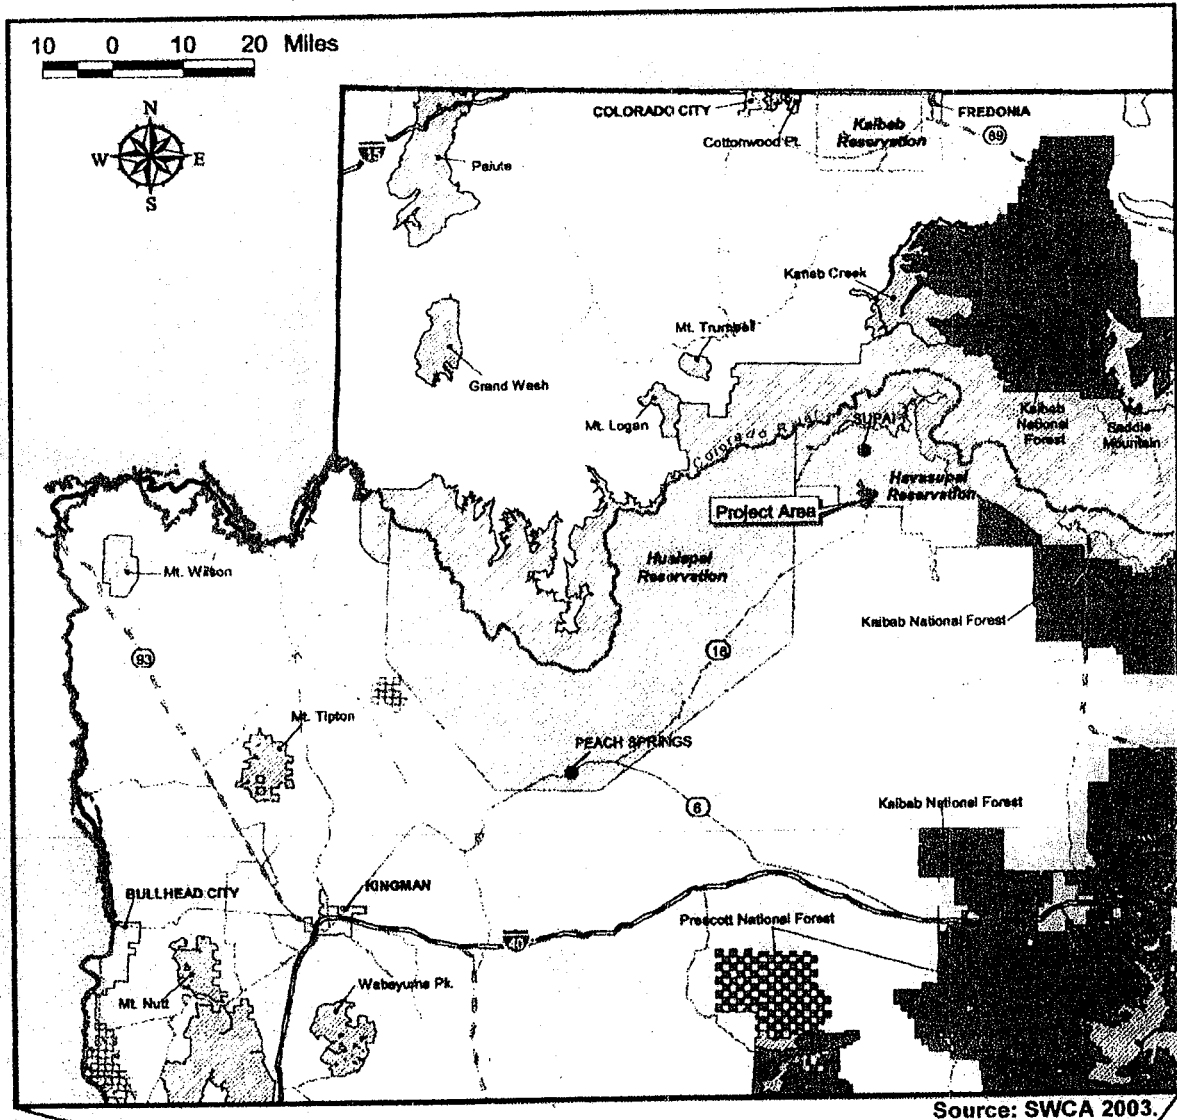 10 0 10 20 Miles
N
W E
S
COLORADO CITY
FREDONIA
Kaibab
Reservation
Cottonwood Pt.
89
15
Paiute
Kanab Creek
Mt. Trumbull
Grand Wash
Mt. Logan
Colorado River
SUPAI
Kaibab
National
Forest
Saddle
Mountain
Havasupai
Reservation
Project Area
Hualapai
Reservation
Mt. Wilson
Kaibab National Forest
93
18
Mt. Tipton
PEACH SPRINGS
Kaibab National Forest
6
BULLHEAD CITY
KINGMAN
Prescott National Forest
40
Mt. Nutt
Wabayuma Pk.
Source: SWCA 2003.